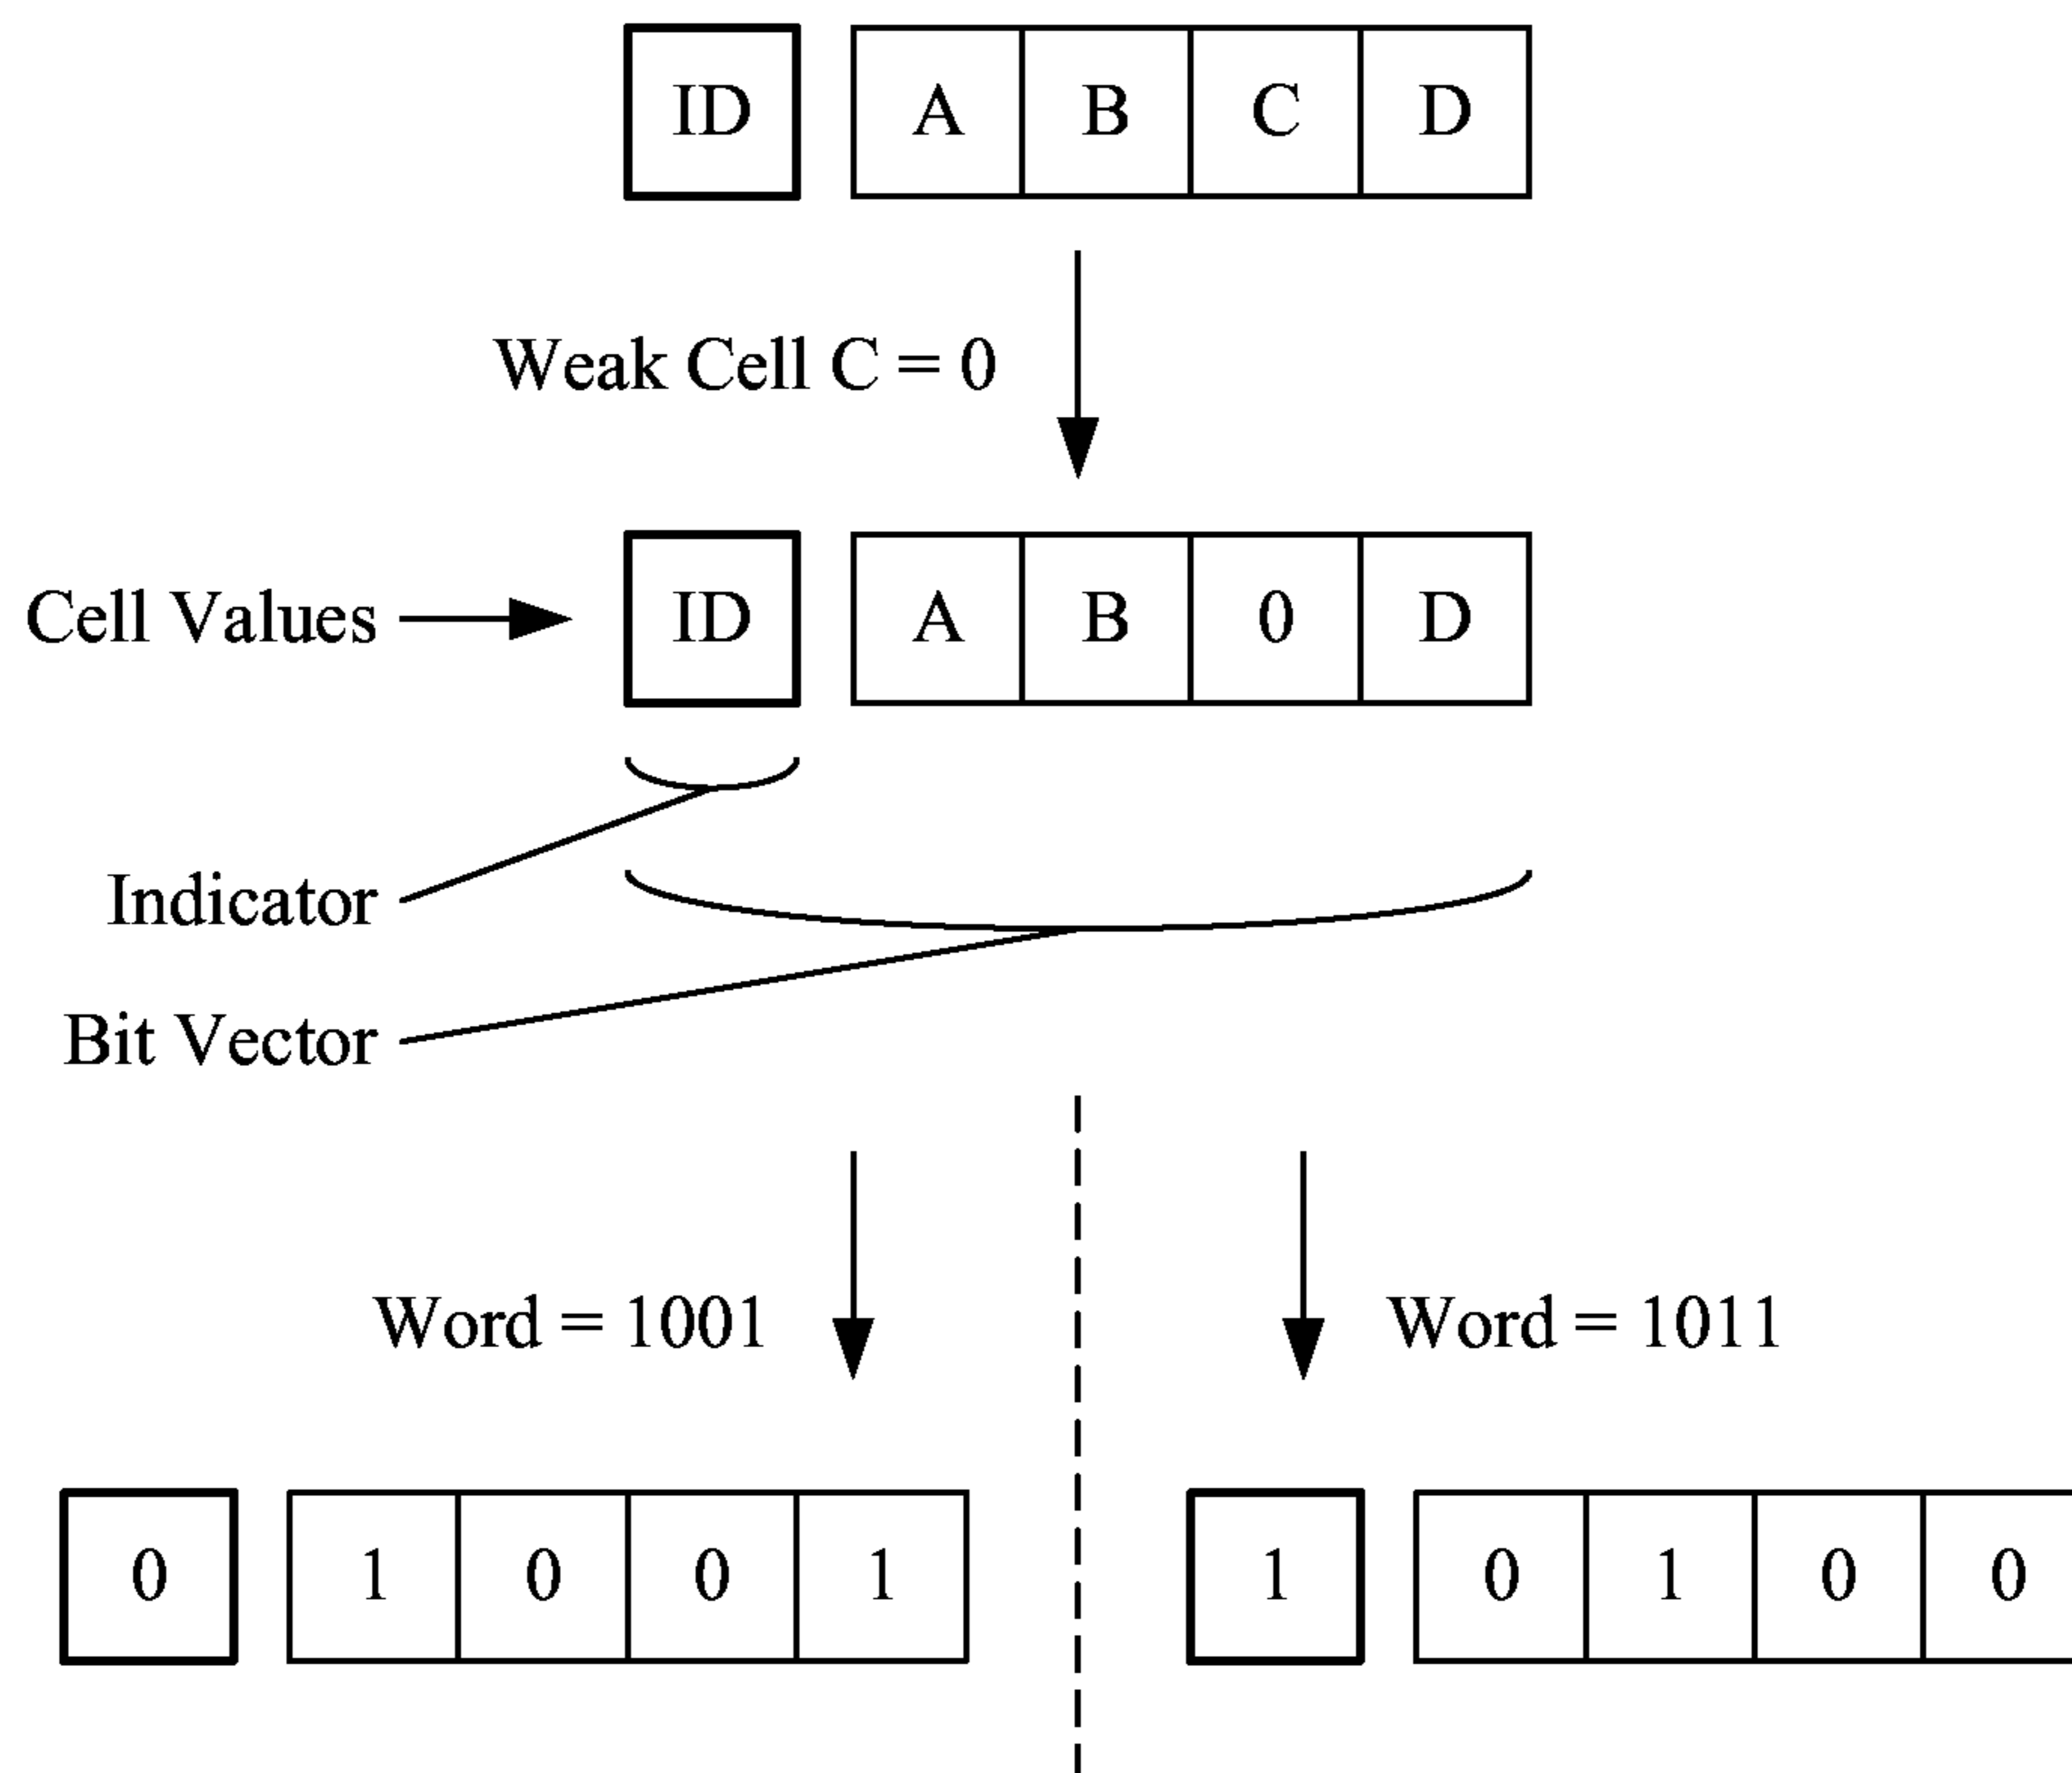 ID A B C D
Weak Cell C = 0
Cell Values ID A B 0 D
Indicator
Bit Vector
Word = 1001 Word = 1011
0 1 0 0 1 1 0 1 0 0